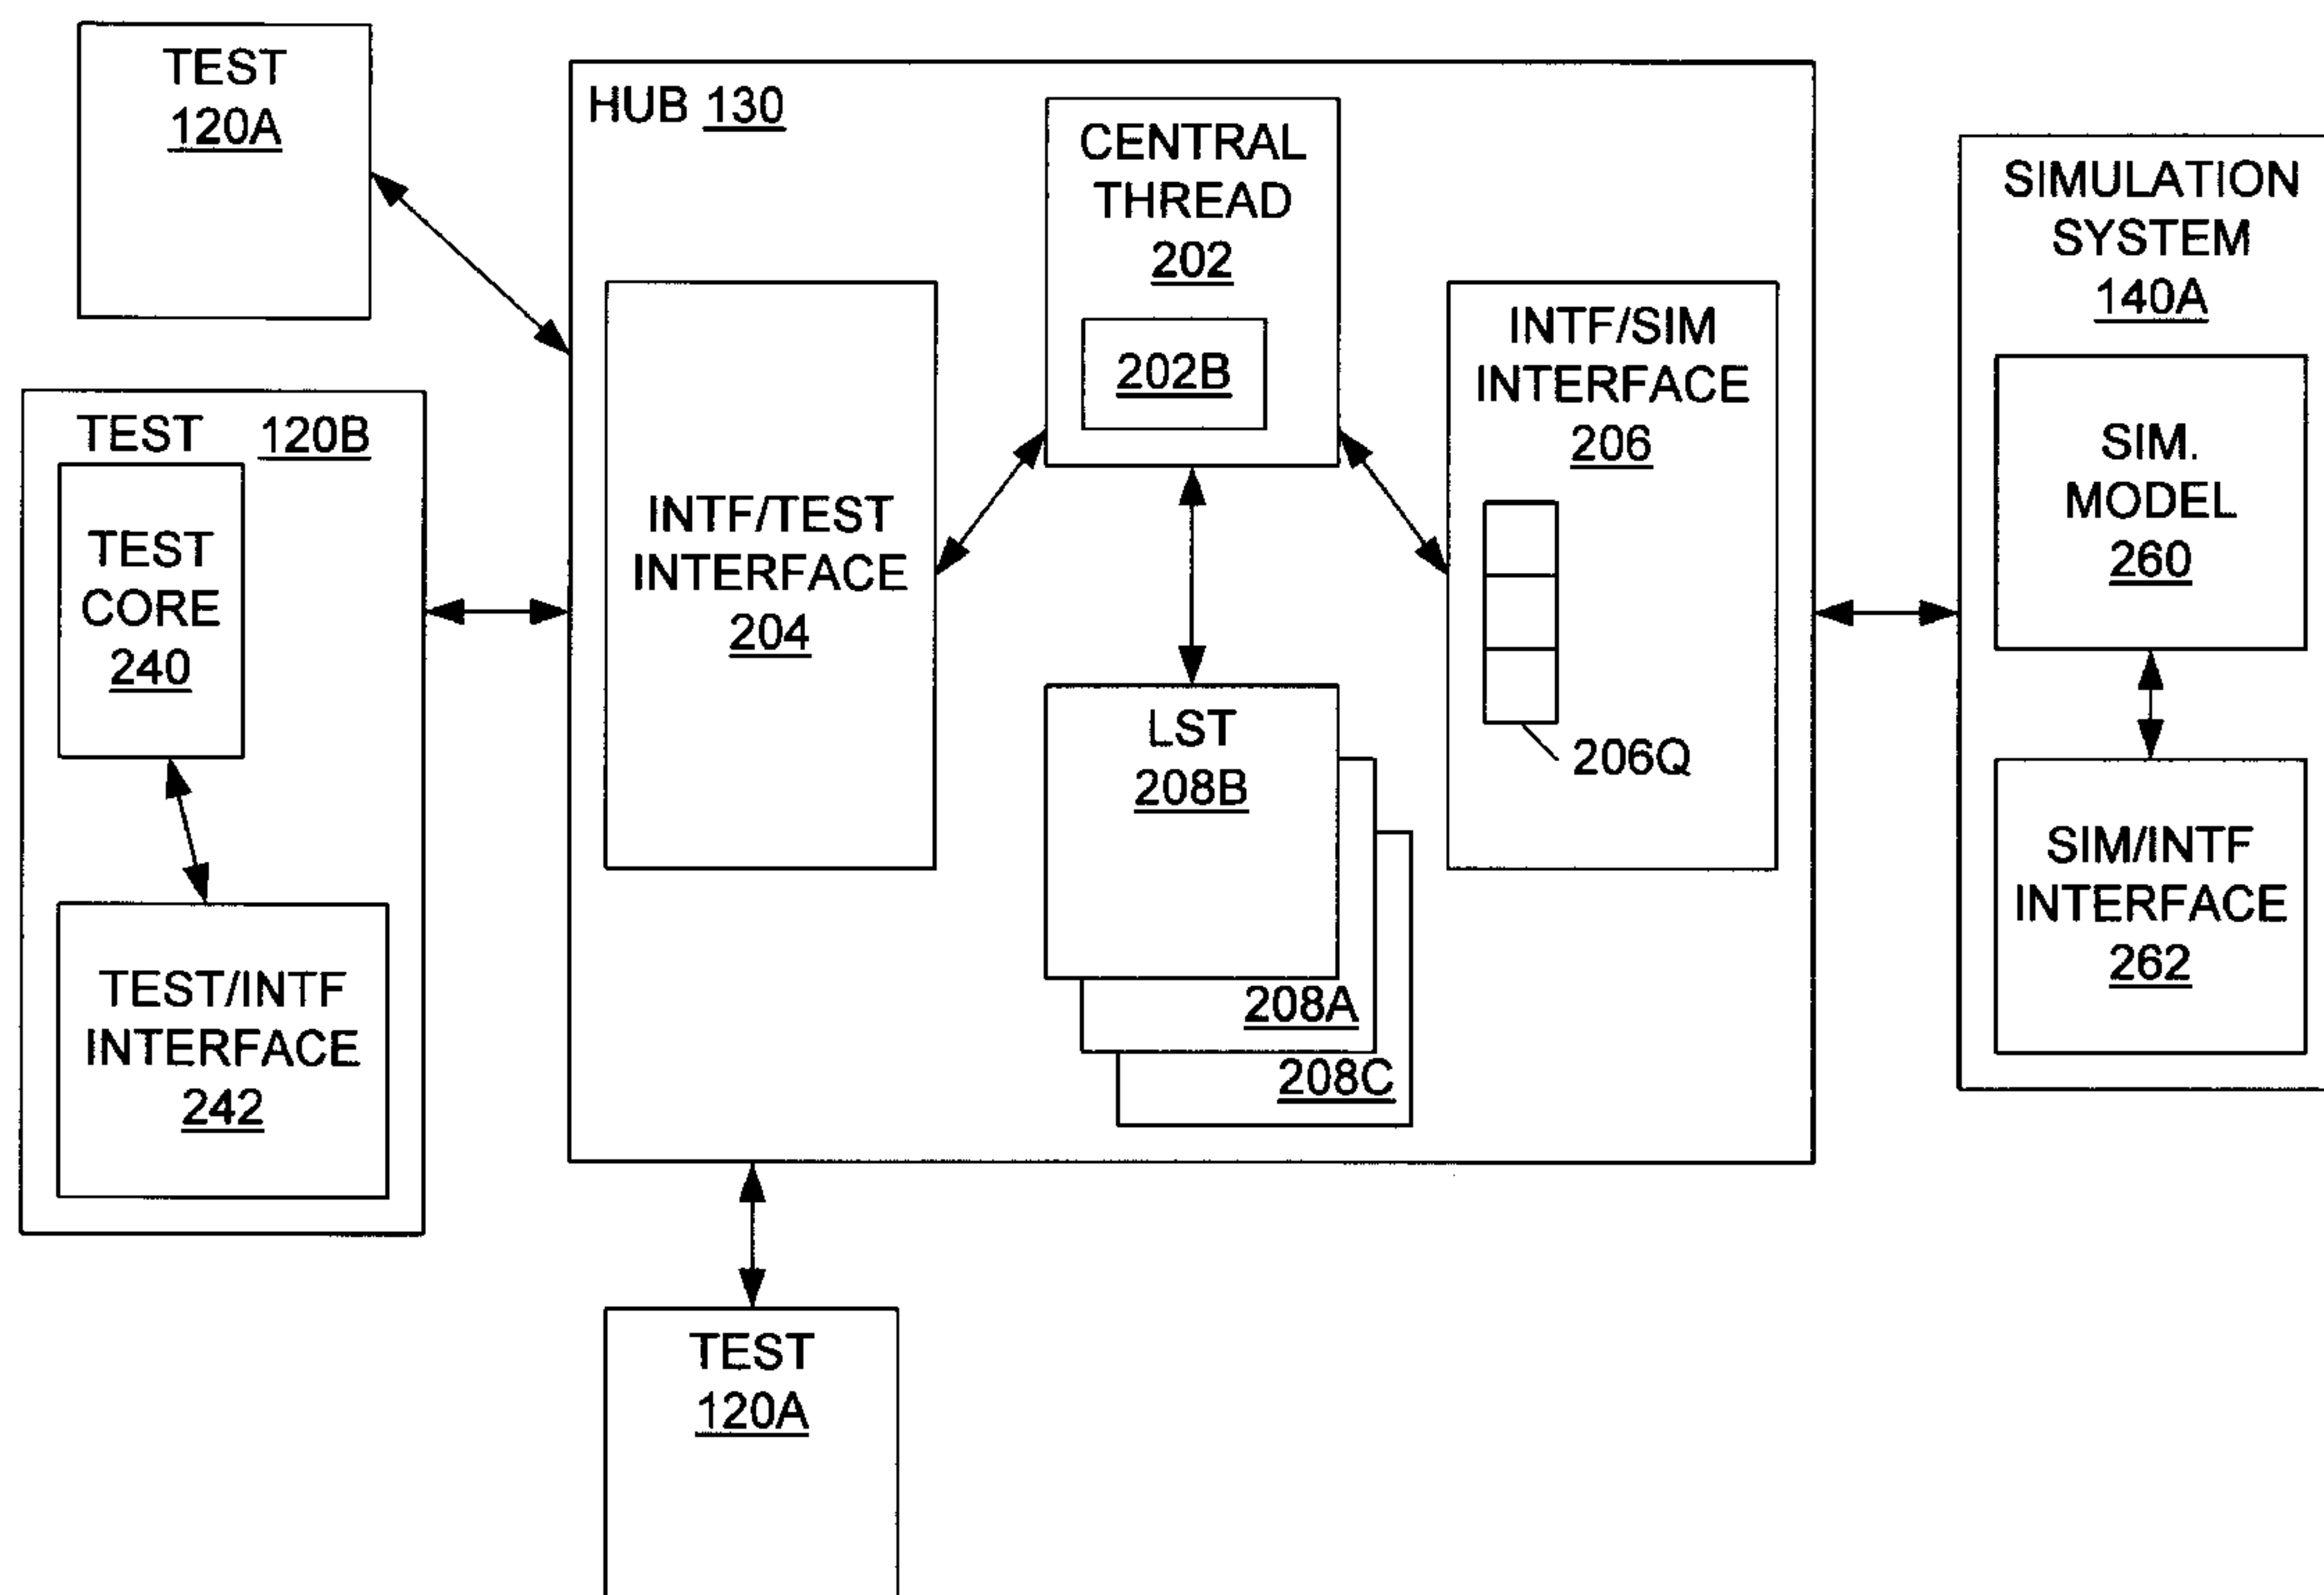 TEST
120A
HUB 130
CENTRAL
THREAD
202
202B
INTF/TEST
INTERFACE
204
INTF/SIM
INTERFACE
206
206Q
LST
208B
208A
208C
SIMULATION
SYSTEM
140A
SIM.
MODEL
260
SIM/INTF
INTERFACE
262
TEST 120B
TEST
CORE
240
TEST/INTF
INTERFACE
242
TEST
120A